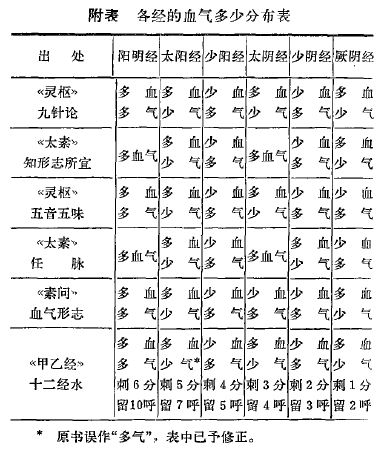 附表 各经的血气多少分布表
出处 阳明经 太阳经 少阳经 太阴经 少阴经 厥阴经
《灵枢》 多血 多血 少血 多血 少血 多血
九针论 多气 少气 多气 少气 多气 少气
《太素》 多血气 多血 少血 多血气 少血 多血
知形志所宜 少气 多气 多气 少气
《灵枢》 多血 多血 少血 多血 多血 少血
五音五味 多气 少气 多气 少气 少气 多气
《太素》 多血气 多血 少血 多血气 多血 少血
任脉 少气 多气 少气 多气
《素问》 多血 多血 少血 少血 少血 多血
血气形志 多气 少气 多气 多气 多气 少气
多血 多血 少血 多血 少血 多血
《甲乙经》 多气 少气* 多气 少气 多气 少气
十二经水 刺6分 刺5分 刺4分 刺3分 刺2分 刺1分
留10呼 留7呼 留5呼 留4呼 留3呼 留2呼
* 原书误作“多气”，表中已予修正。